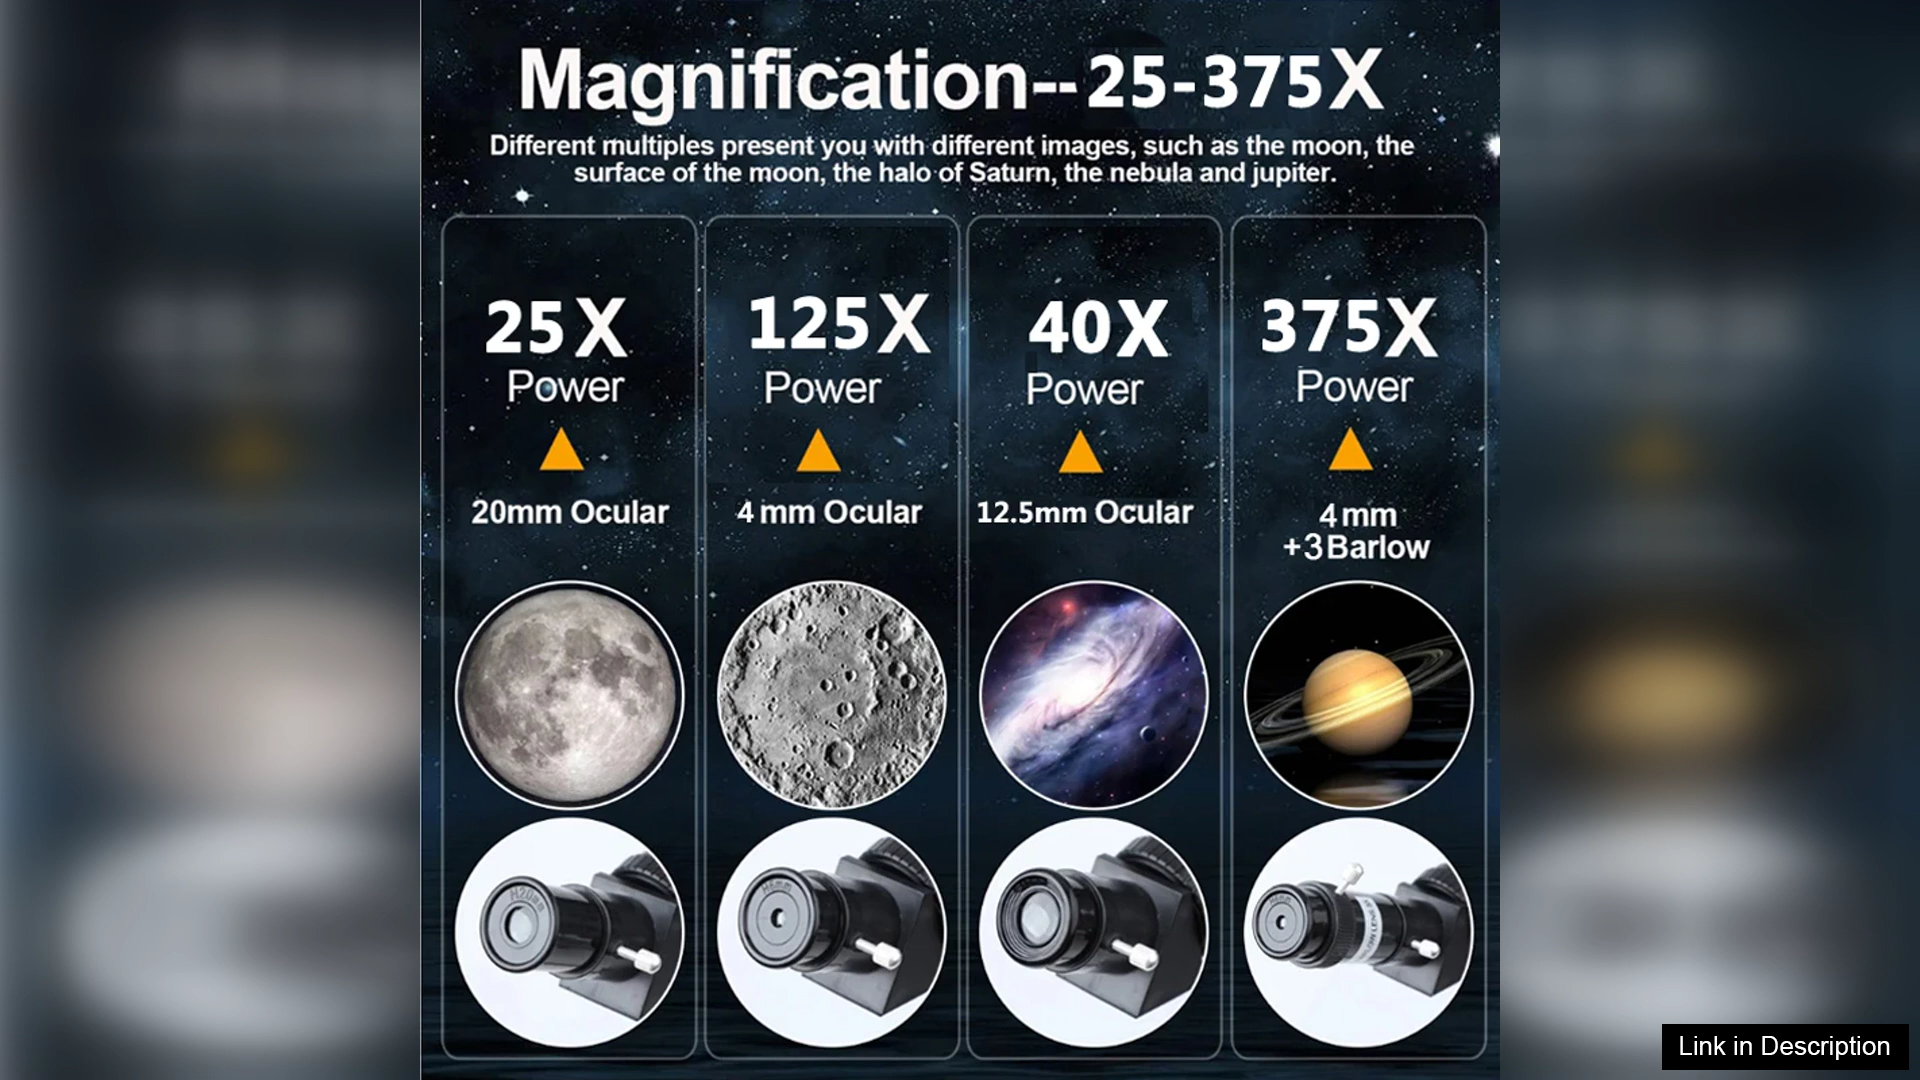 Magnification--25-375X
Different multiples present you with different images, such as the moon, the
surface of the moon, the halo of Saturn, the nebula and jupiter.
25X
Power
20mm Ocular
125X
Power
4mm Ocular
40X
Power
12.5mm Ocular
375X
Power
4mm
+3Barlow
H20mm
Link in Description